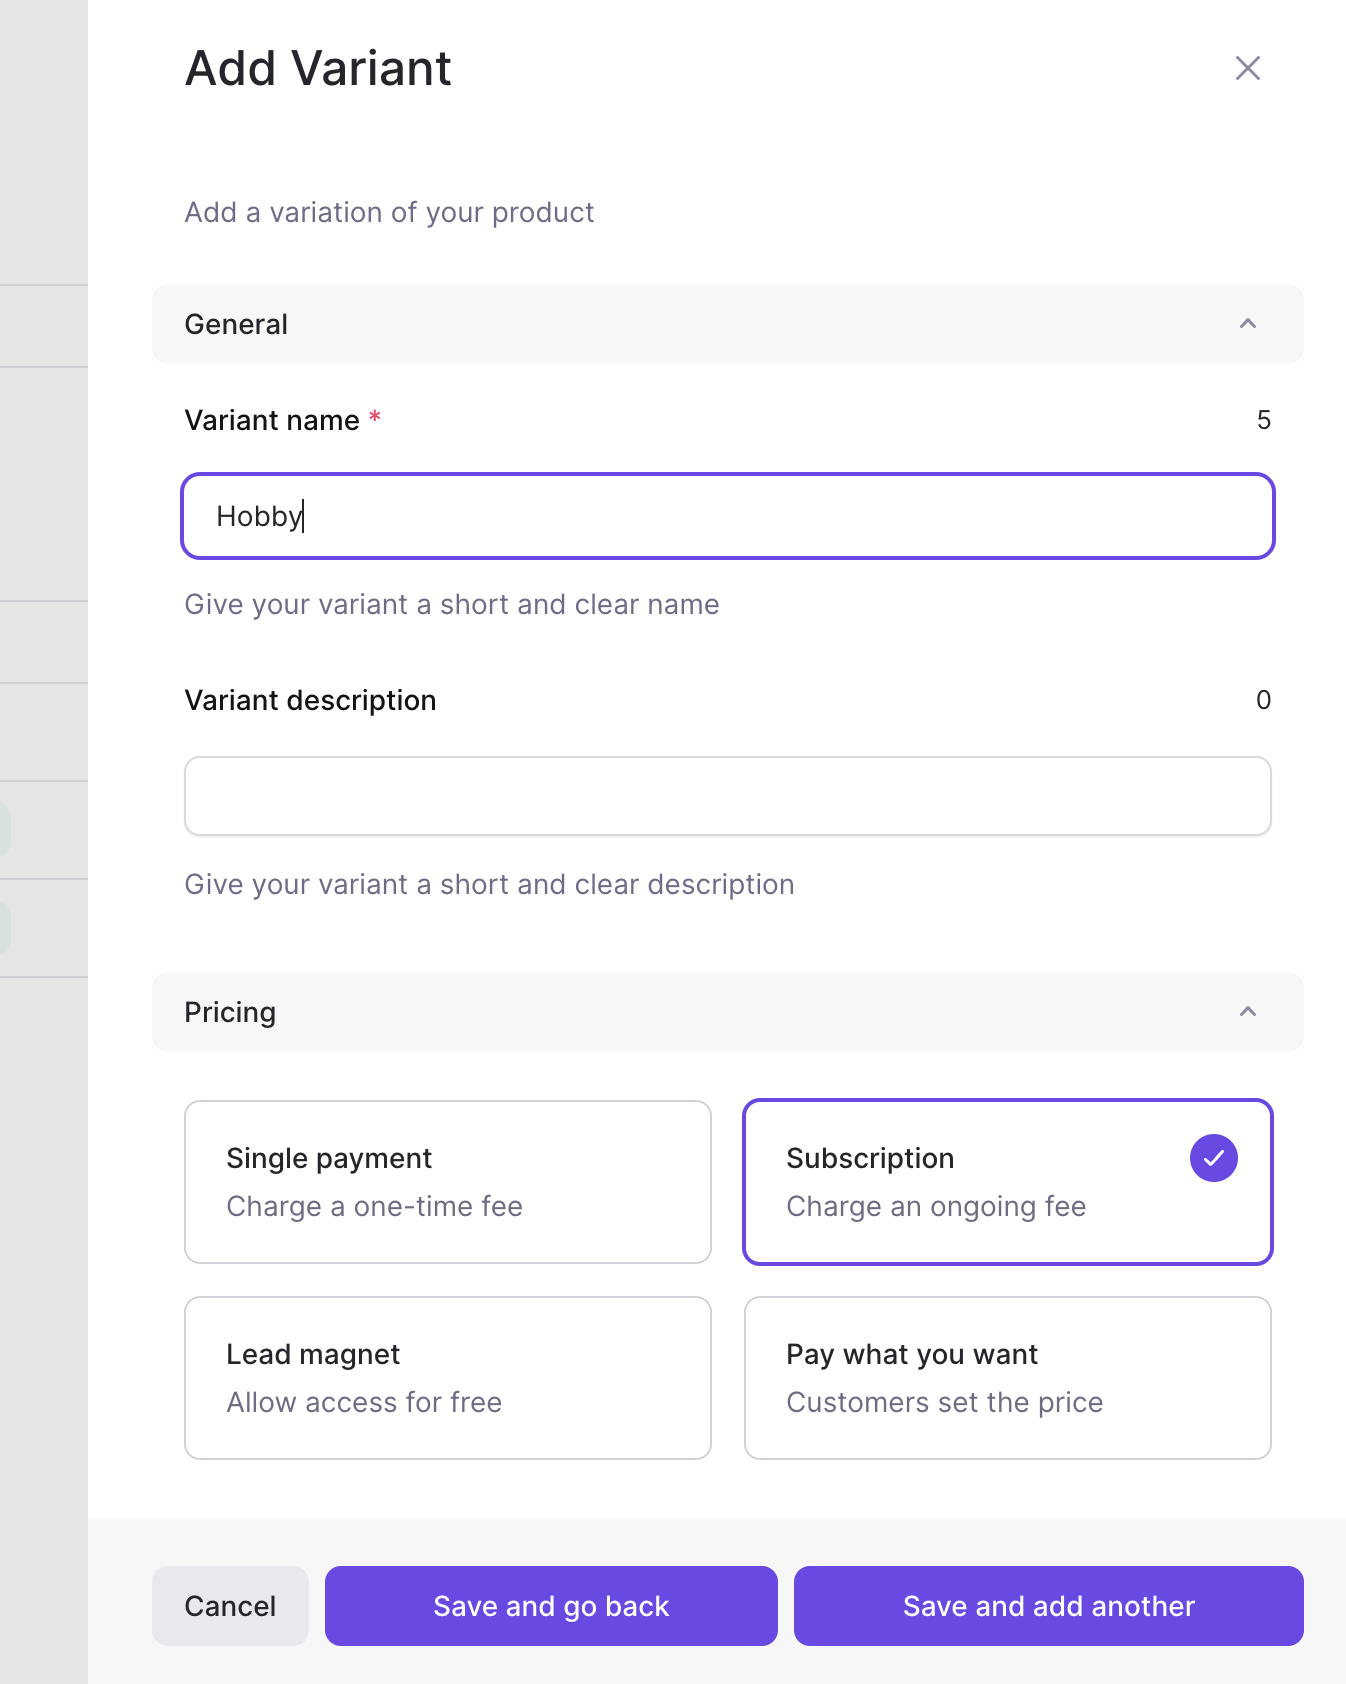 Add Variant
Add a variation of your product
General
Variant name *
5
Hobby
Give your variant a short and clear name
Variant description
0
Give your variant a short and clear description
Pricing
Single payment
Charge a one-time fee
Subscription
Charge an ongoing fee
Lead magnet
Allow access for free
Pay what you want
Customers set the price
Cancel
Save and go back
Save and add another